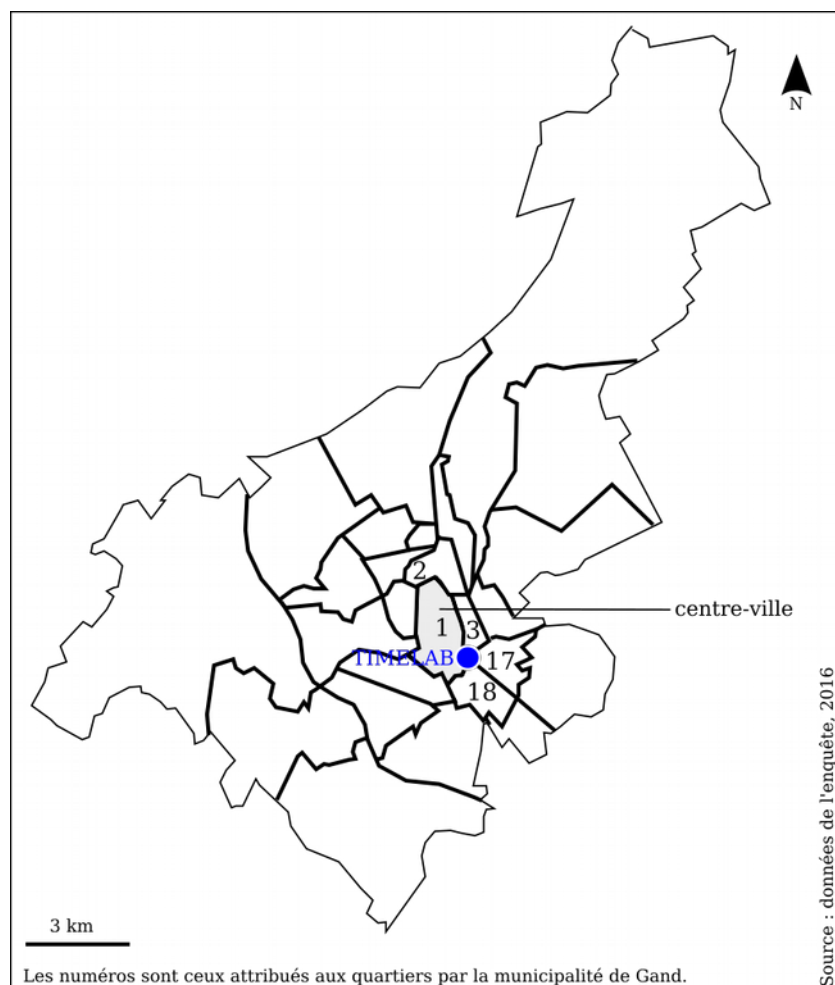 N
2
centre-ville
1
3
TIMELAB
17
18
3 km
Les numéros sont ceux attribués aux quartiers par la municipalité de Gand.
Source : données de l'enquête, 2016